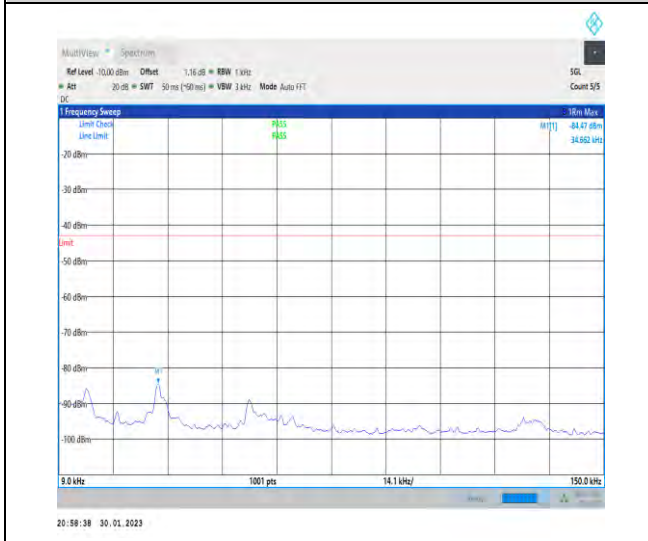 MultiView Spectrum
Ref Level -10.00 dBm Offset 1.16 dB RBW 1 kHz SGL
Att 20 dB SWT 50 ms (~60 ms) VBW 3 kHz Mode Auto FFT Count 5/5
DC
1 Frequency Sweep 1Rm Max
Limit Check PASS M1[1] -84.47 dBm
Line Limit PASS 34.662 kHz
-20 dBm
-30 dBm
-40 dBm
Limit
-50 dBm
-60 dBm
-70 dBm
-80 dBm
M1
-90 dBm
-100 dBm
9.0 kHz 1001 pts 14.1 kHz/ 150.0 kHz
20:58:38 30.01.2023